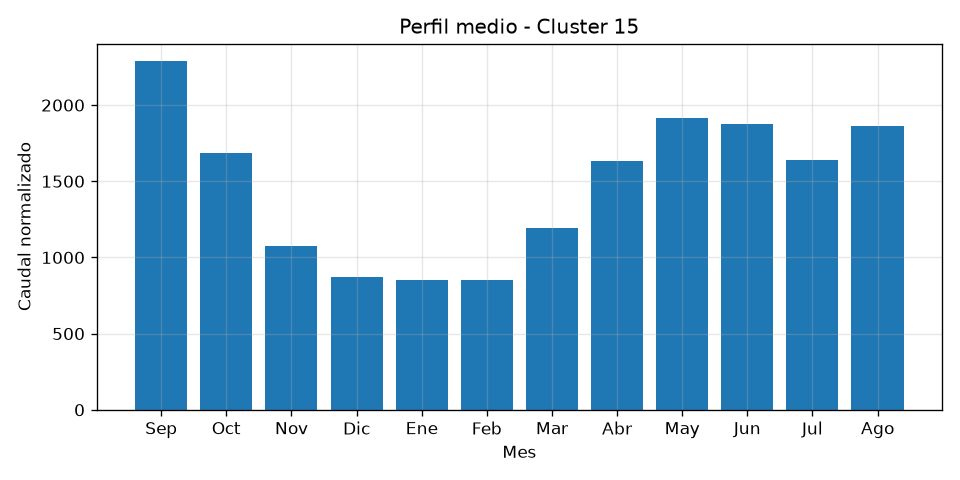 Perfil medio - Cluster 15
Caudal normalizado
2000
1500
1000
500
0
Sep Oct Nov Dic Ene Feb Mar Abr May Jun Jul Ago
Mes